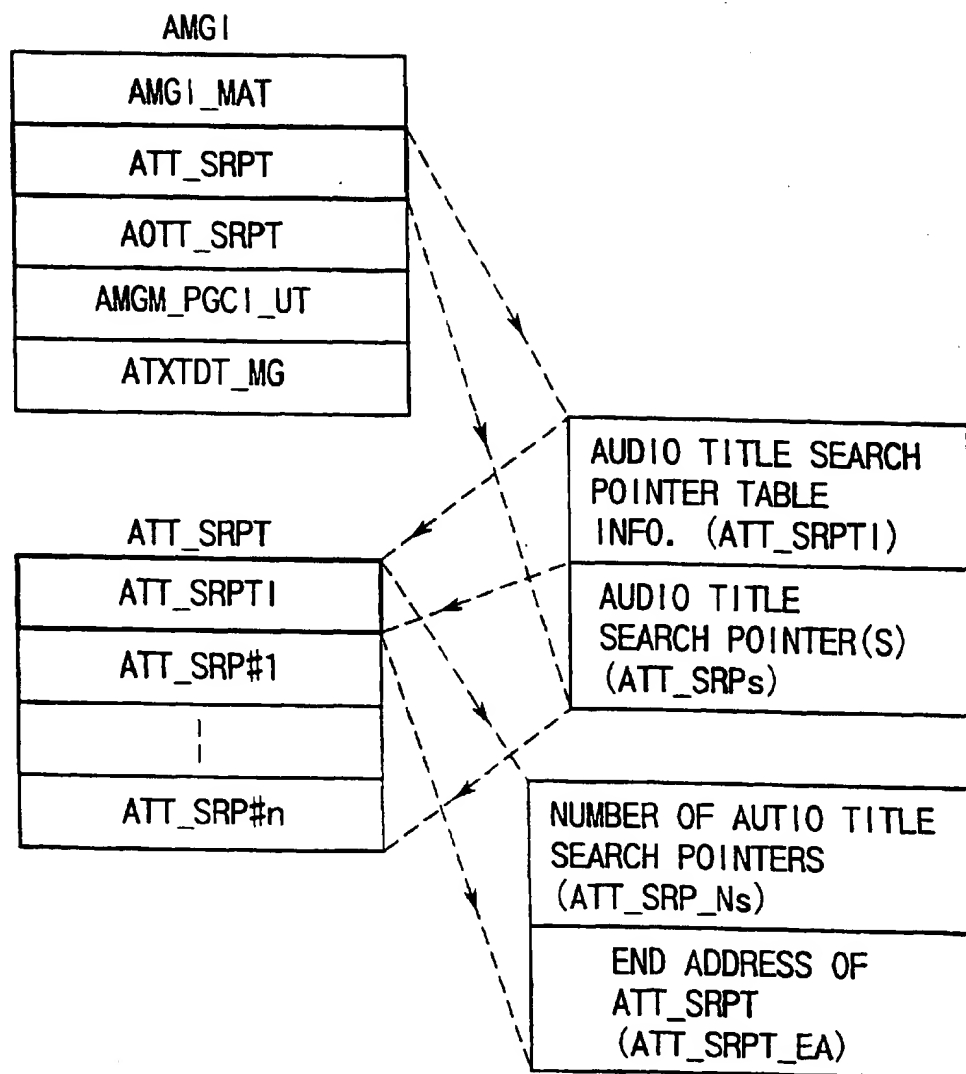 AMGI
AMGI_MAT
ATT_SRPT
AOTT_SRPT
AMGM_PGCI_UT
ATXTDT_MG
AUDIO TITLE SEARCH
POINTER TABLE
INFO. (ATT_SRPTI)
AUDIO TITLE
SEARCH POINTER(S)
(ATT_SRPs)
ATT_SRPT
ATT_SRPTI
ATT_SRP#1
ATT_SRP#n
NUMBER OF AUTIO TITLE
SEARCH POINTERS
(ATT_SRP_Ns)
END ADDRESS OF
ATT_SRPT
(ATT_SRPT_EA)